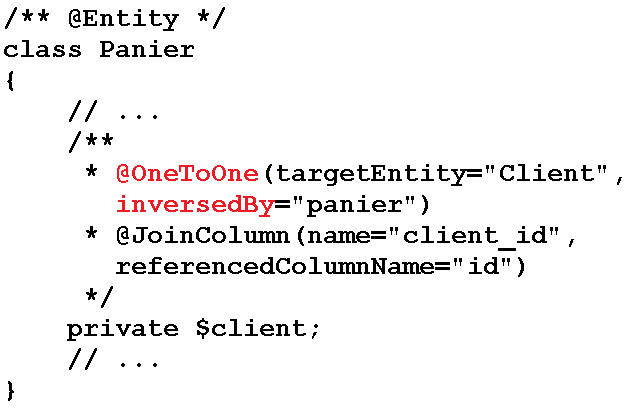 /** @Entity */
class Panier
{
    // ...
    /**
     * @OneToOne(targetEntity="Client",
       inversedBy="panier")
     * @JoinColumn(name="client_id",
       referencedColumnName="id")
     */
    private $client;
    // ...
}